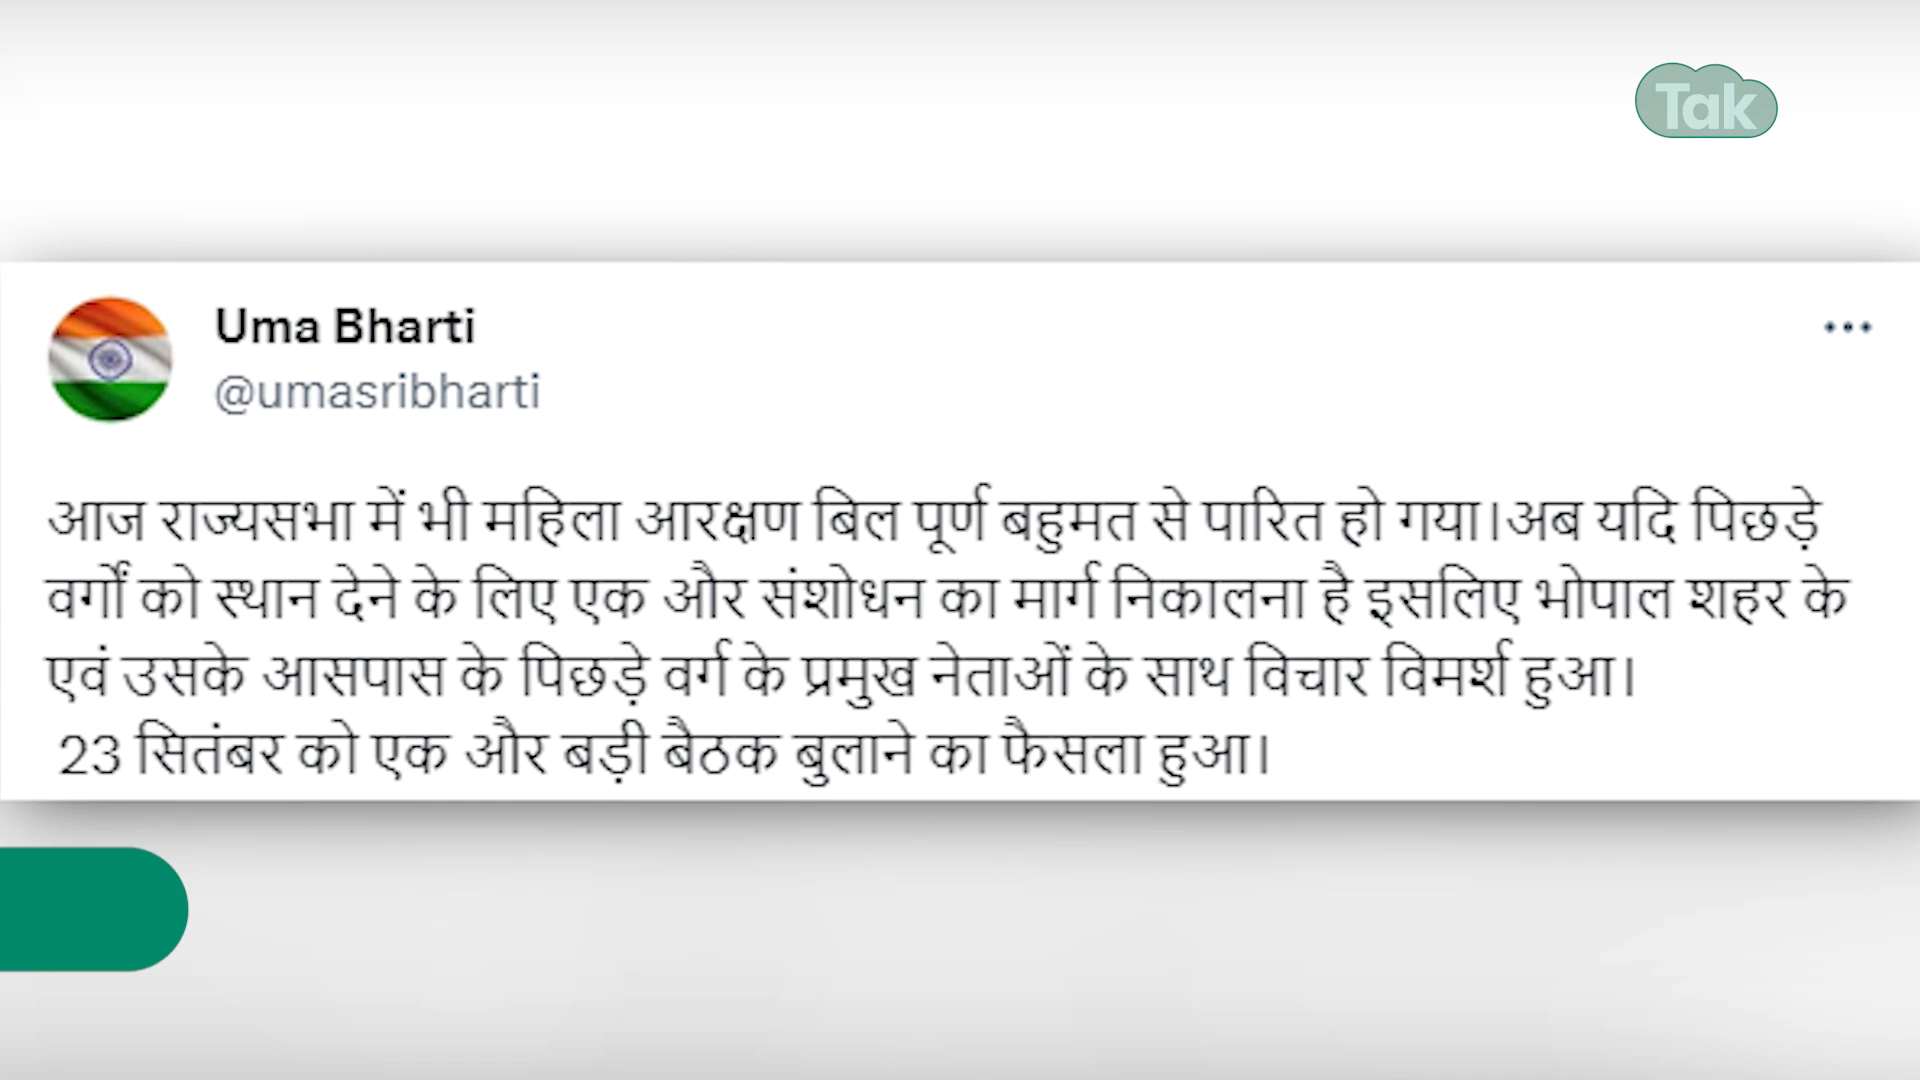 Tak
Uma Bharti
@umasribharti
आज राज्यसभा में भी महिला आरक्षण बिल पूर्ण बहुमत से पारित हो गया।अब यदि पिछड़े
वर्गों को स्थान देने के लिए एक और संशोधन का मार्ग निकालना है इसलिए भोपाल शहर के
एवं उसके आसपास के पिछड़े वर्ग के प्रमुख नेताओं के साथ विचार विमर्श हुआ।
23 सितंबर को एक और बड़ी बैठक बुलाने का फैसला हुआ।